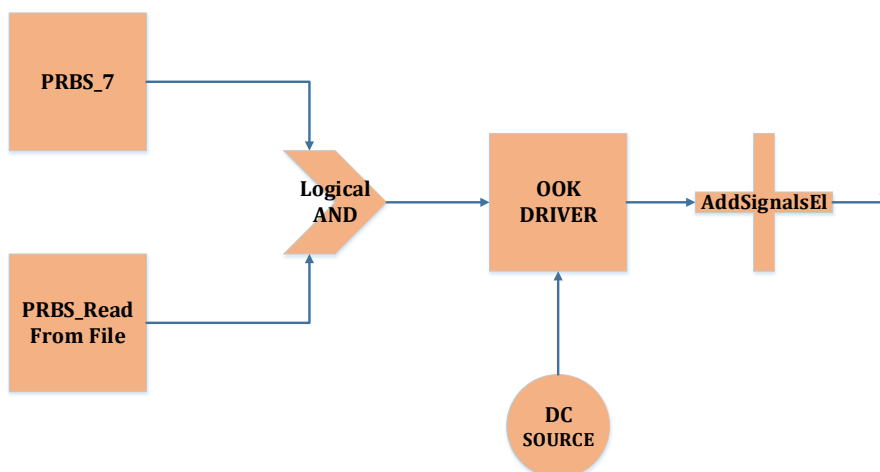 PRBS_7
Logical
AND
PRBS_Read
From File
OOK
DRIVER
AddSignalsEl
DC
SOURCE